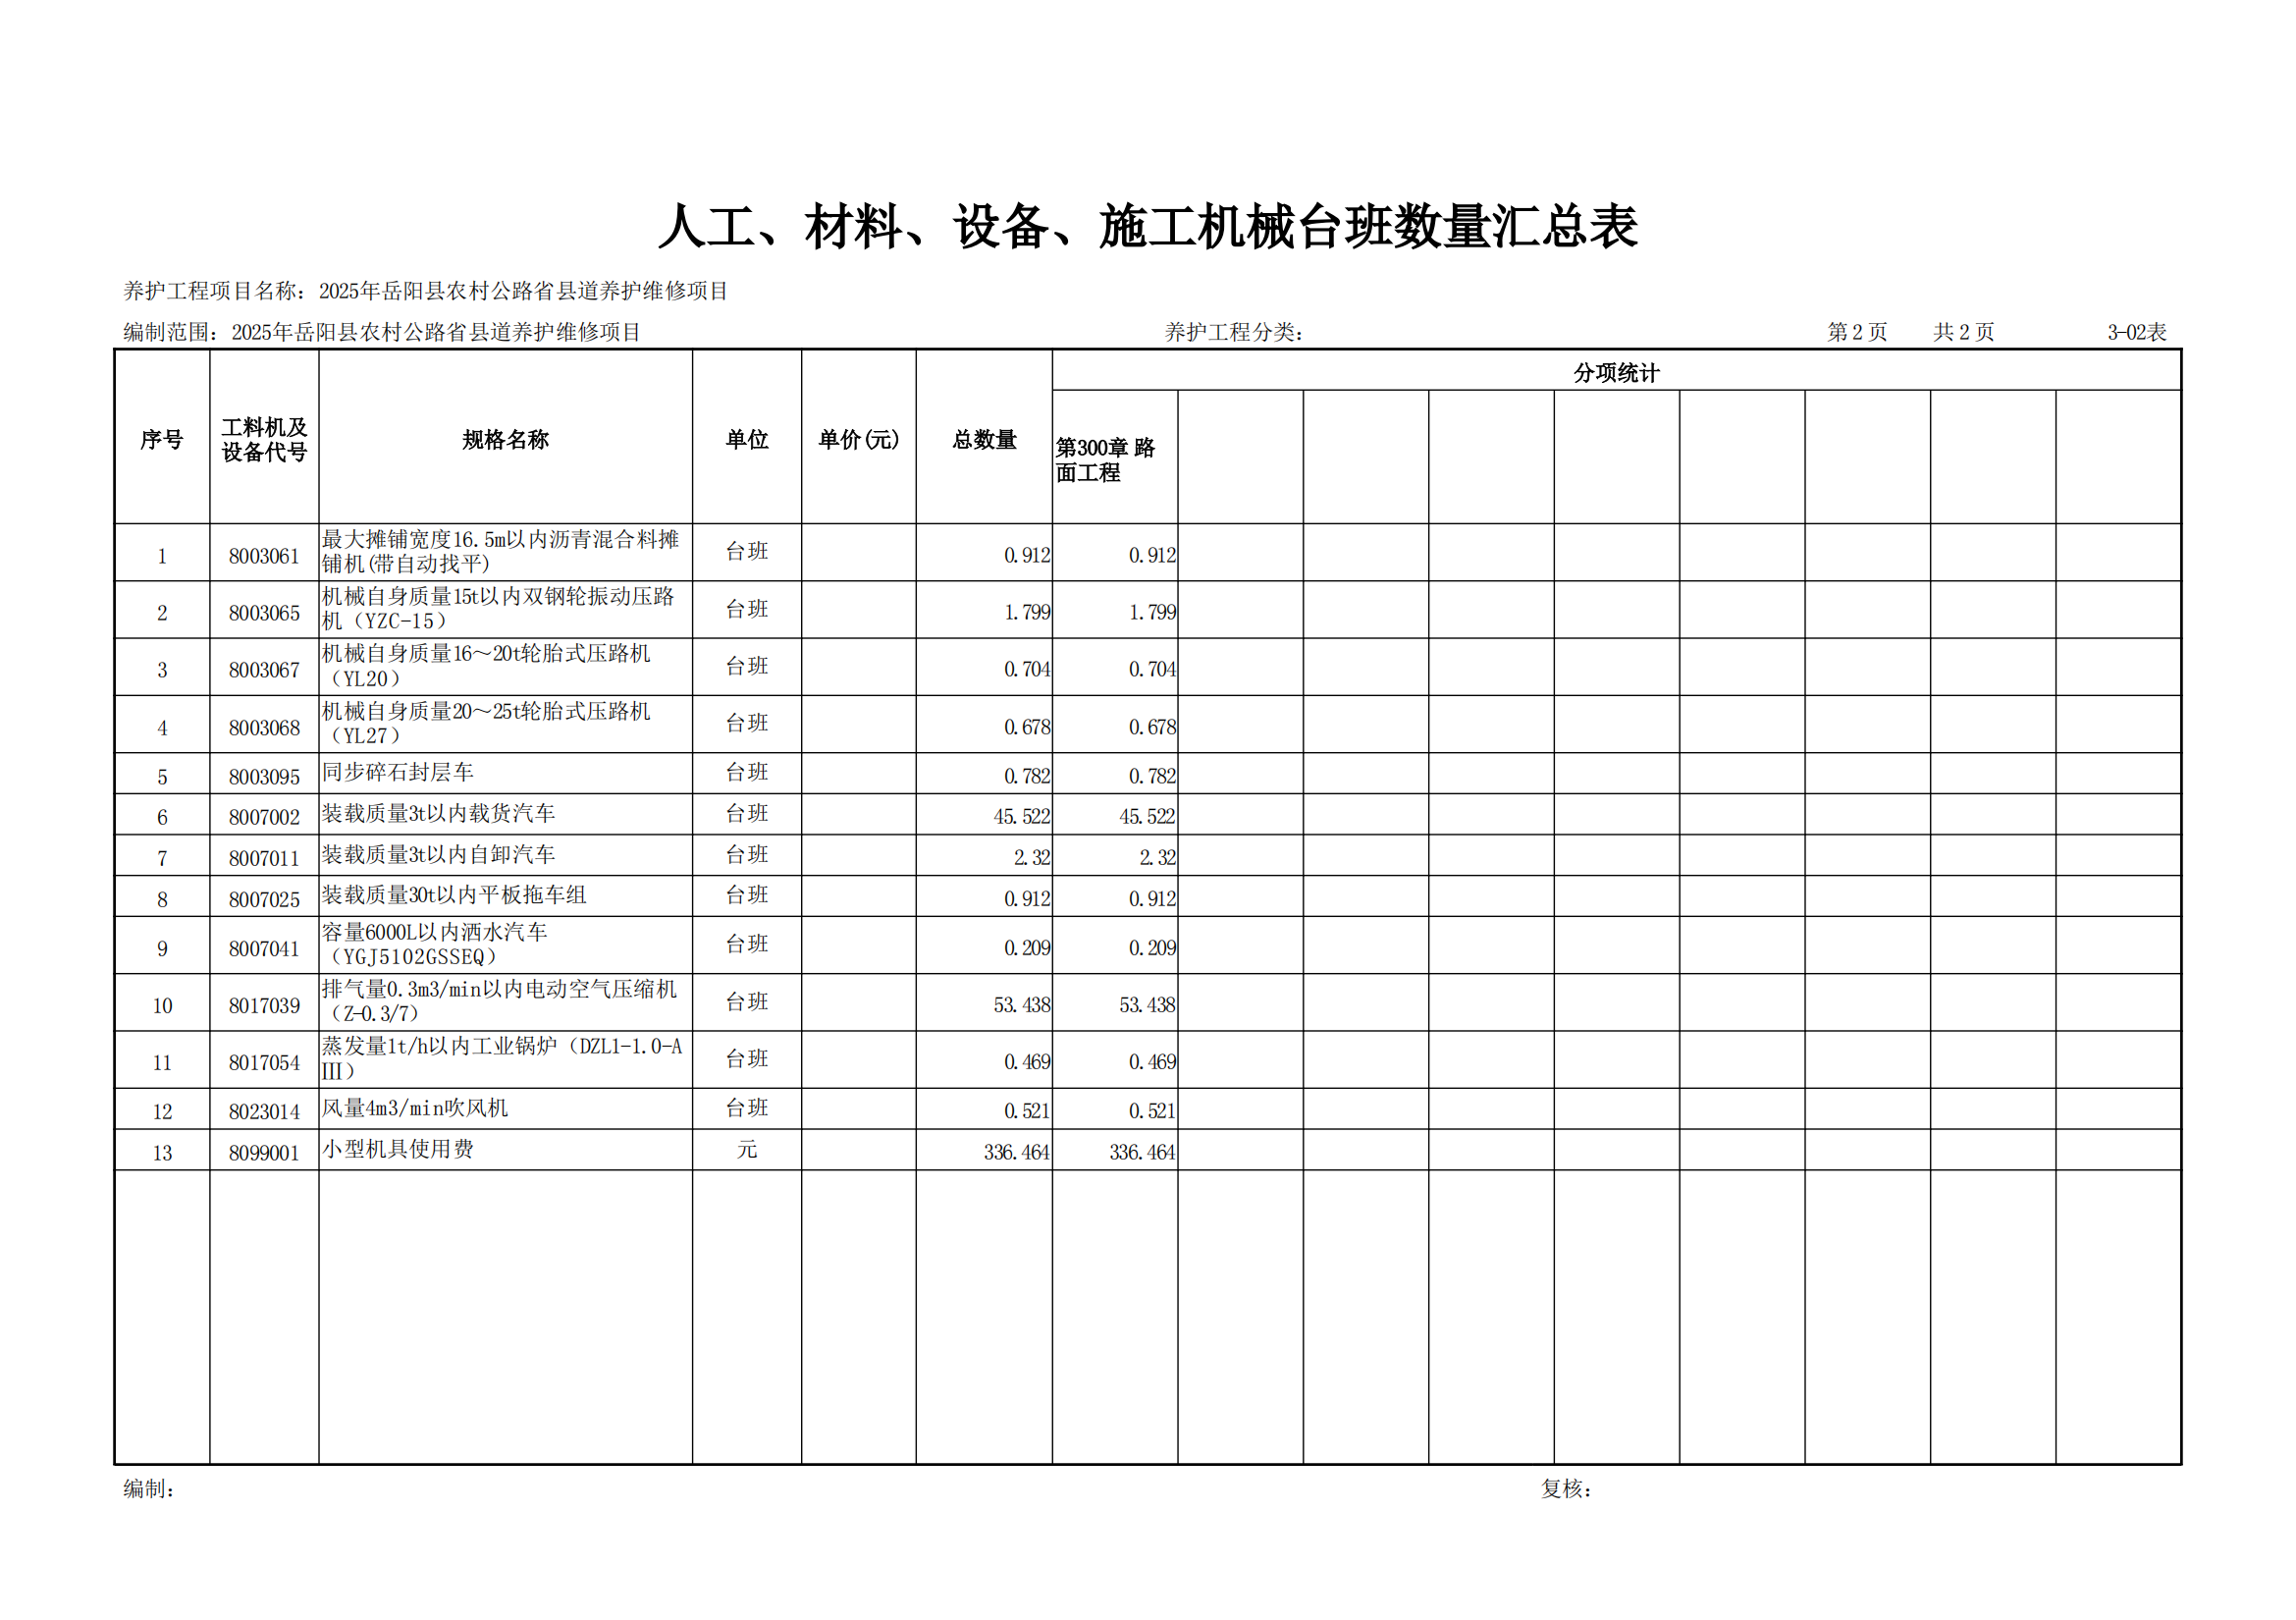 人工、材料、设备、施工机械台班数量汇总表
养护工程项目名称：2025年岳阳县农村公路省县道养护维修项目
编制范围：2025年岳阳县农村公路省县道养护维修项目 养护工程分类： 第 2 页 共 2 页 3-02表
序号 工料机及设备代号 规格名称 单位 单价(元) 总数量 分项统计
第300章 路
面工程
1 8003061 最大摊铺宽度16.5m以内沥青混合料摊
铺机(带自动找平) 台班 0.912 0.912
2 8003065 机械自身质量15t以内双钢轮振动压路
机（YZC-15） 台班 1.799 1.799
3 8003067 机械自身质量16～20t轮胎式压路机
（YL20） 台班 0.704 0.704
4 8003068 机械自身质量20～25t轮胎式压路机
（YL27） 台班 0.678 0.678
5 8003095 同步碎石封层车 台班 0.782 0.782
6 8007002 装载质量3t以内载货汽车 台班 45.522 45.522
7 8007011 装载质量3t以内自卸汽车 台班 2.32 2.32
8 8007025 装载质量30t以内平板拖车组 台班 0.912 0.912
9 8007041 容量6000L以内洒水汽车
（YGJ5102GSSEQ） 台班 0.209 0.209
10 8017039 排气量0.3m3/min以内电动空气压缩机
（Z-0.3/7） 台班 53.438 53.438
11 8017054 蒸发量1t/h以内工业锅炉（DZL1-1.0-A
Ⅲ） 台班 0.469 0.469
12 8023014 风量4m3/min吹风机 台班 0.521 0.521
13 8099001 小型机具使用费 元 336.464 336.464
编制： 复核：